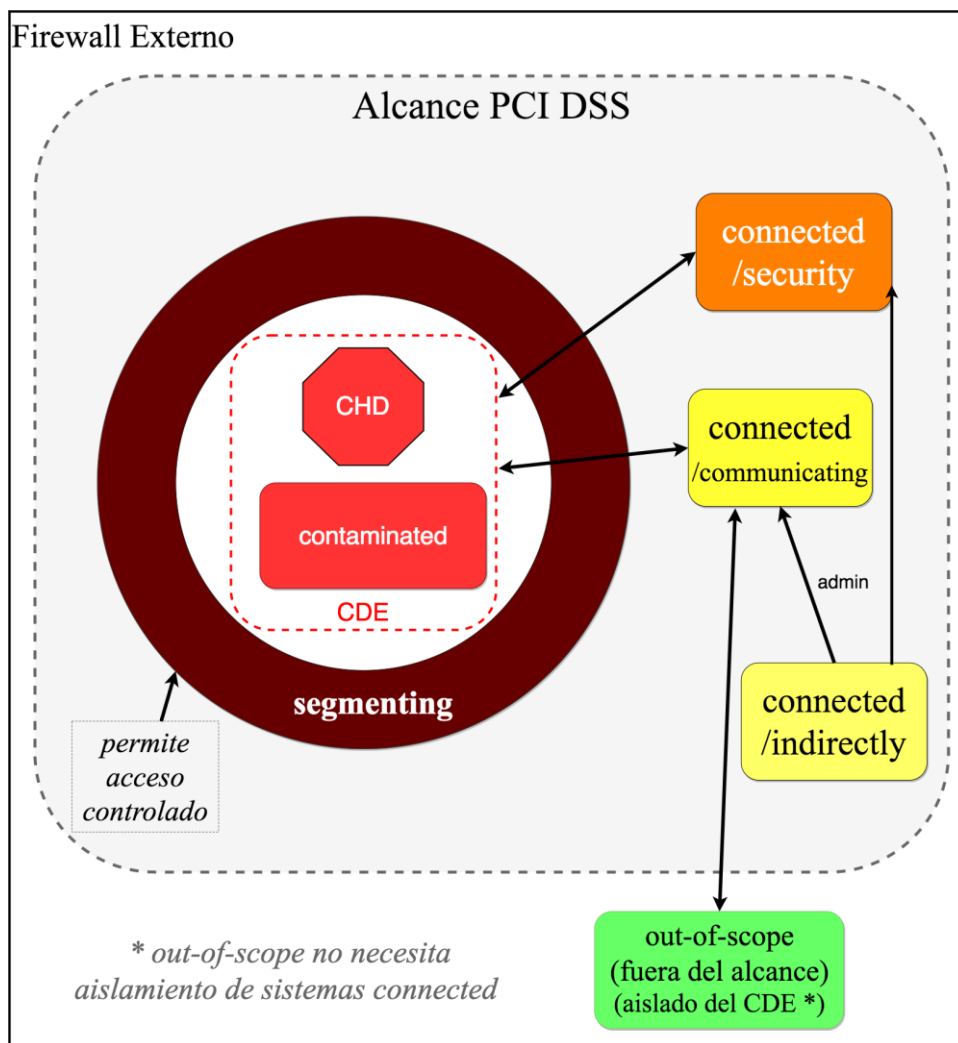 Firewall Externo
Alcance PCI DSS
connected
/security
CHD
connected
/communicating
contaminated
admin
CDE
segmenting
connected
/indirectly
permite
acceso
controlado
out-of-scope
(fuera del alcance)
(aislado del CDE *)
* out-of-scope no necesita
aislamiento de sistemas connected